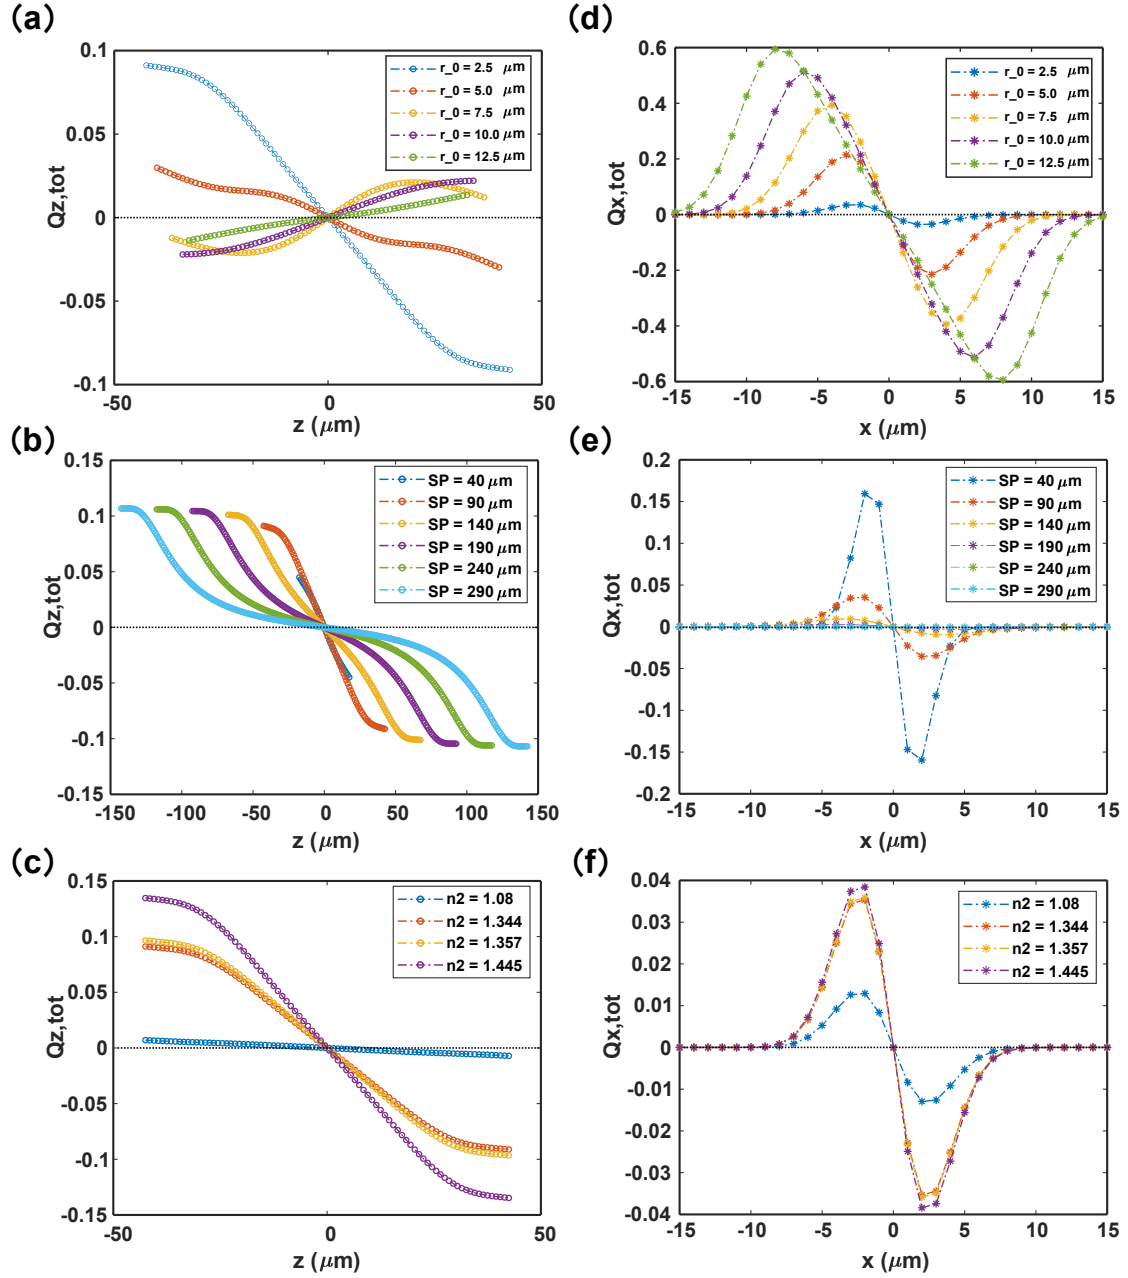 (a)
Qz,tot
0.1
0.05
0
-0.05
-0.1
-50
0
50
z (μm)
r_0 = 2.5 μm
r_0 = 5.0 μm
r_0 = 7.5 μm
r_0 = 10.0 μm
r_0 = 12.5 μm
(d)
Qx,tot
0.6
0.4
0.2
0
-0.2
-0.4
-0.6
-15
-10
-5
0
5
10
15
x (μm)
r_0 = 2.5 μm
r_0 = 5.0 μm
r_0 = 7.5 μm
r_0 = 10.0 μm
r_0 = 12.5 μm
(b)
Qz,tot
0.15
0.1
0.05
0
-0.05
-0.1
-0.15
-150
-100
-50
0
50
100
150
z (μm)
SP = 40 μm
SP = 90 μm
SP = 140 μm
SP = 190 μm
SP = 240 μm
SP = 290 μm
(e)
Qx,tot
0.2
0.15
0.1
0.05
0
-0.05
-0.1
-0.15
-0.2
-15
-10
-5
0
5
10
15
x (μm)
SP = 40 μm
SP = 90 μm
SP = 140 μm
SP = 190 μm
SP = 240 μm
SP = 290 μm
(c)
Qz,tot
0.15
0.1
0.05
0
-0.05
-0.1
-0.15
-50
0
50
z (μm)
n2 = 1.08
n2 = 1.344
n2 = 1.357
n2 = 1.445
(f)
Qx,tot
0.04
0.03
0.02
0.01
0
-0.01
-0.02
-0.03
-0.04
-15
-10
-5
0
5
10
15
x (μm)
n2 = 1.08
n2 = 1.344
n2 = 1.357
n2 = 1.445